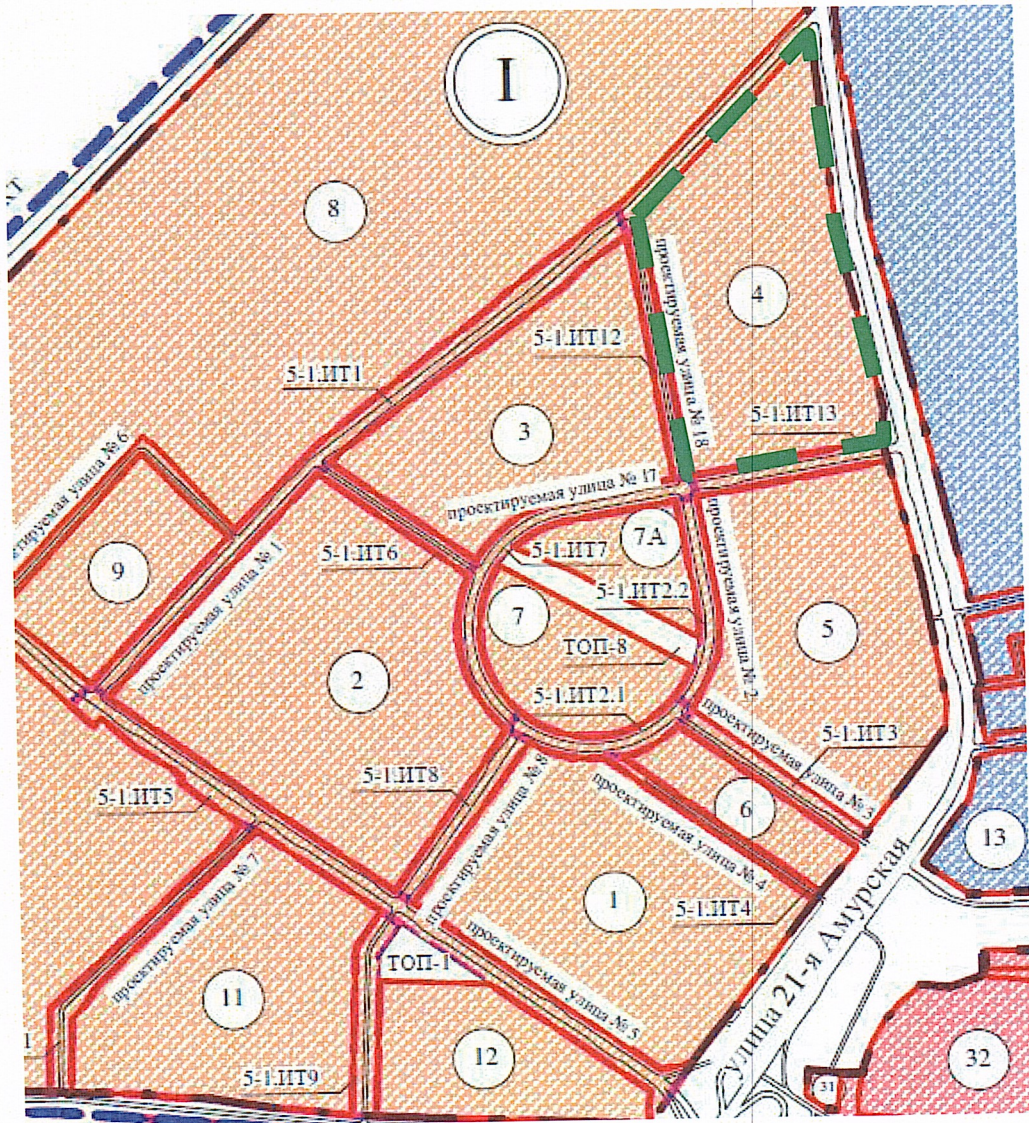 I
8
4
5-1.ИТ12
проектируемая улица № 18
5-1.ИТ1
5-1.ИТ13
3
проектируемая улица № 17
7А
5-1.ИТ6
5-1.ИТ7
9
проектируемая улица № 1
5-1.ИТ2.2
проектируемая улица № 2
7
5
ТОП-8
2
5-1.ИТ2.1
проектируемая улица № 3
5-1.ИТ3
5-1.ИТ8
проектируемая улица № 8
5-1.ИТ5
проектируемая улица № 4
6
13
проектируемая улица № 7
1
5-1.ИТ4
улица 21-я Амурская
ТОП-1
проектируемая улица № 5
11
12
32
5-1.ИТ9
31